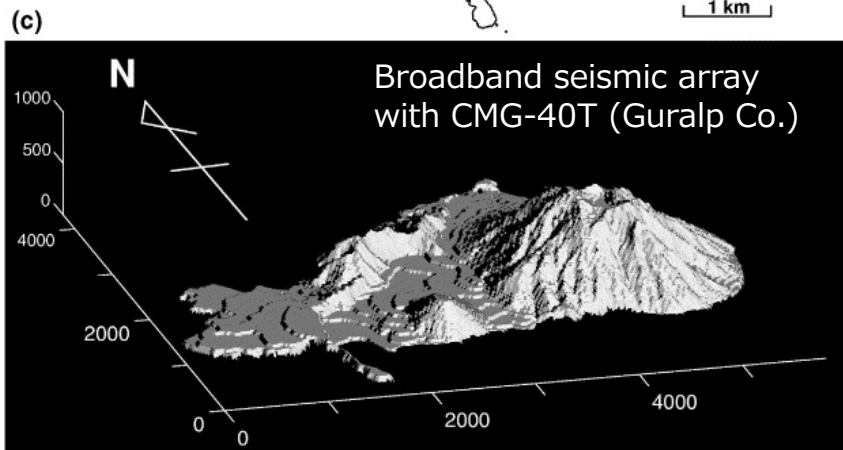 (c)
1 km
N
Broadband seismic array
with CMG-40T (Guralp Co.)
1000
500
0
4000
2000
0
0
2000
4000